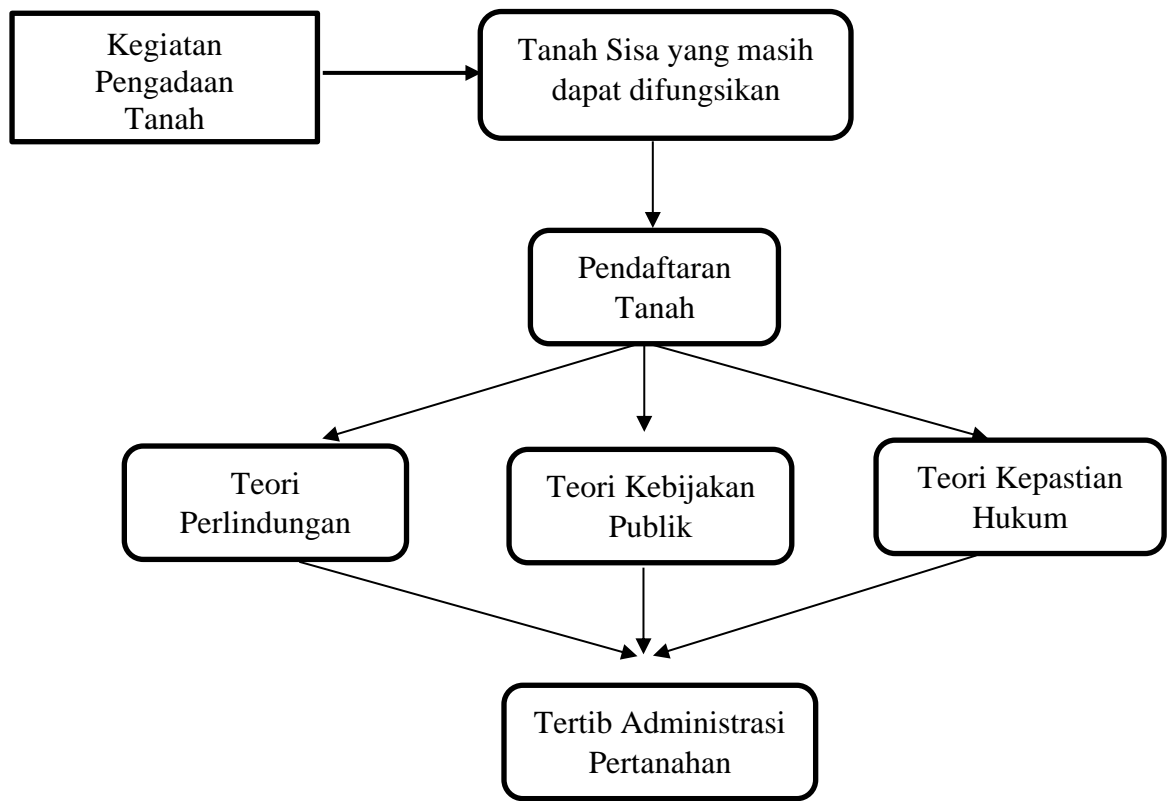 Kegiatan
Pengadaan
Tanah
Tanah Sisa yang masih
dapat difungsikan
Pendaftaran
Tanah
Teori
Perlindungan
Teori Kebijakan
Publik
Teori Kepastian
Hukum
Tertib Administrasi
Pertanahan